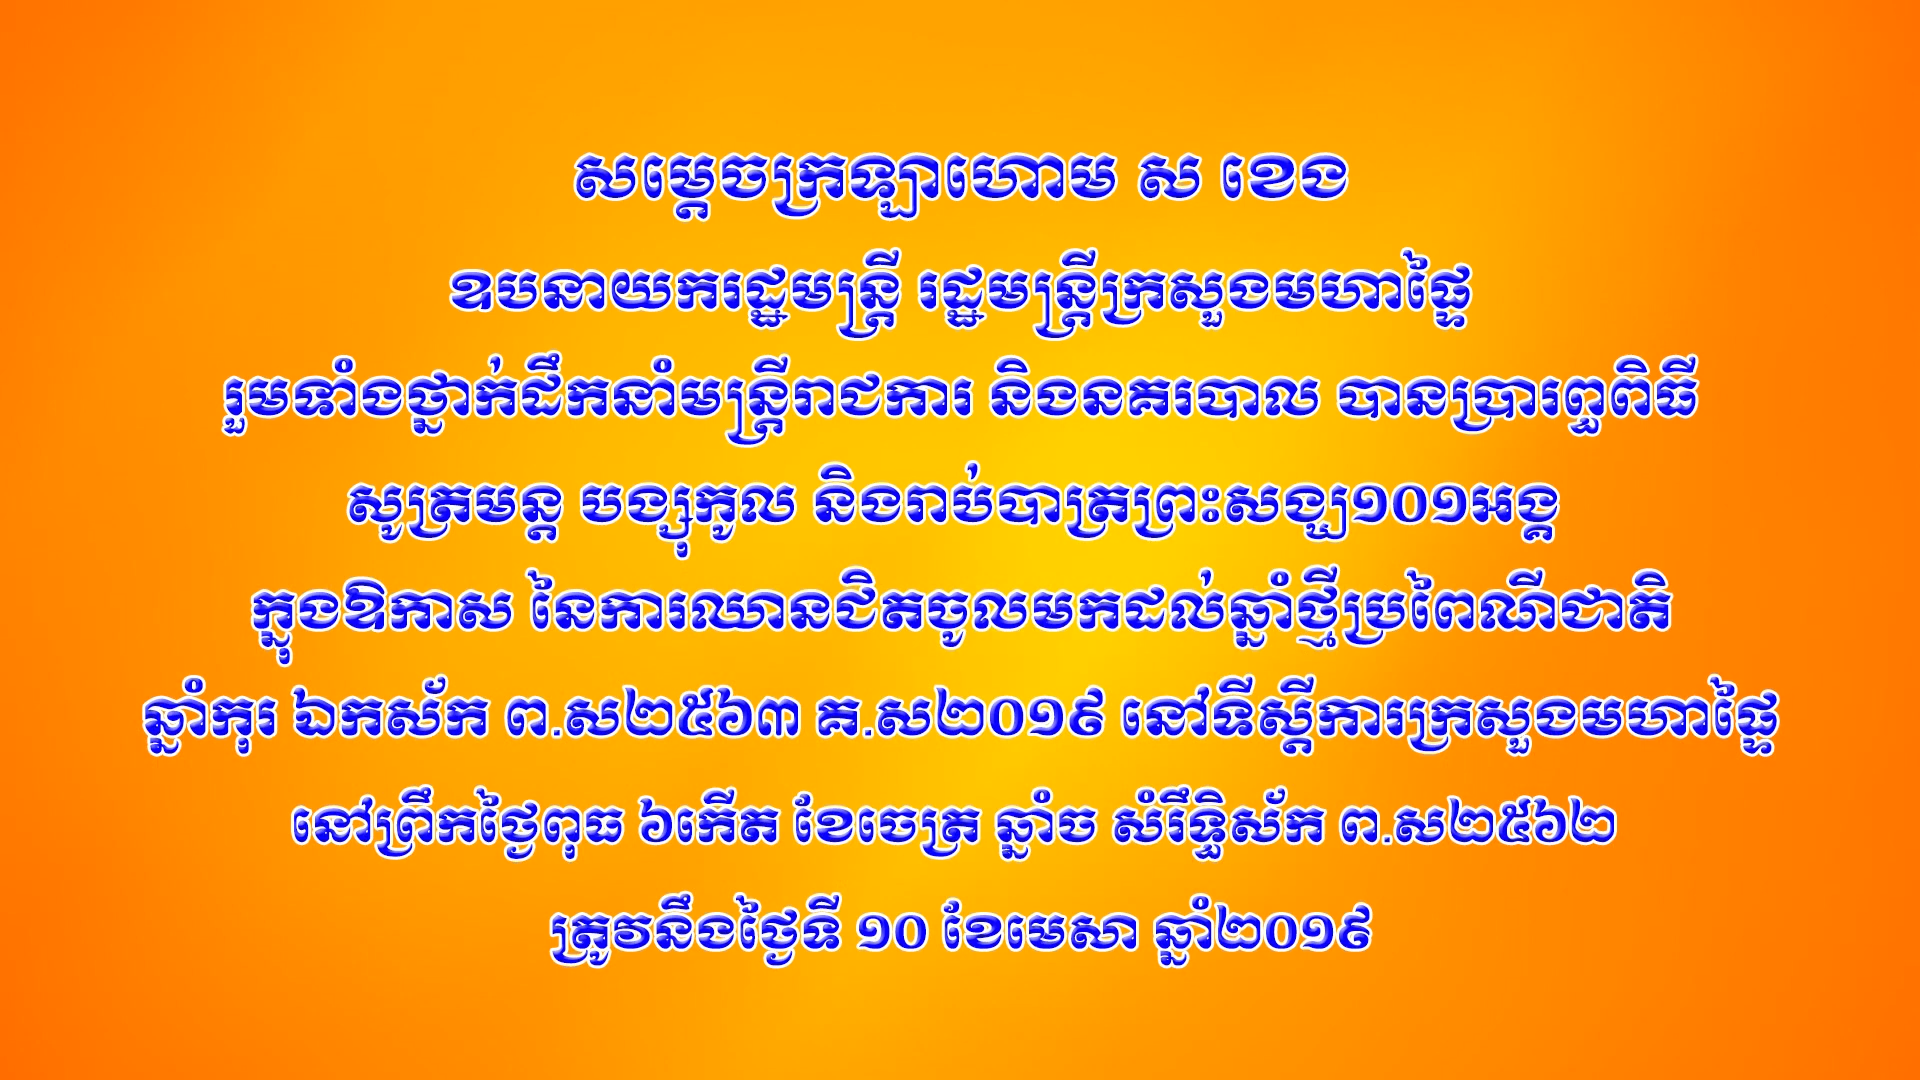 សម្តេចក្រឡាហោម ស ខេង
ឧបនាយករដ្ឋមន្ត្រី រដ្ឋមន្ត្រីក្រសួងមហាផ្ទៃ
រួមទាំងថ្នាក់ដឹកនាំមន្ត្រីរាជការ និងនគរបាល បានប្រារព្ធពិធី
សូត្រមន្ត បង្សុកូល និងរាប់បាត្រព្រះសង្ឃ១០១អង្គ
ក្នុងឱកាស នៃការឈានជិតចូលមកដល់ឆ្នាំថ្មីប្រពៃណីជាតិ
ឆ្នាំកុរ ឯកស័ក ព.ស២៥៦៣ គ.ស២០១៩ នៅទីស្តីការក្រសួងមហាផ្ទៃ
នៅព្រឹកថ្ងៃពុធ ៦កើត ខែចេត្រ ឆ្នាំច សំរឹទ្ធិស័ក ព.ស២៥៦២
ត្រូវនឹងថ្ងៃទី ១០ ខែមេសា ឆ្នាំ២០១៩